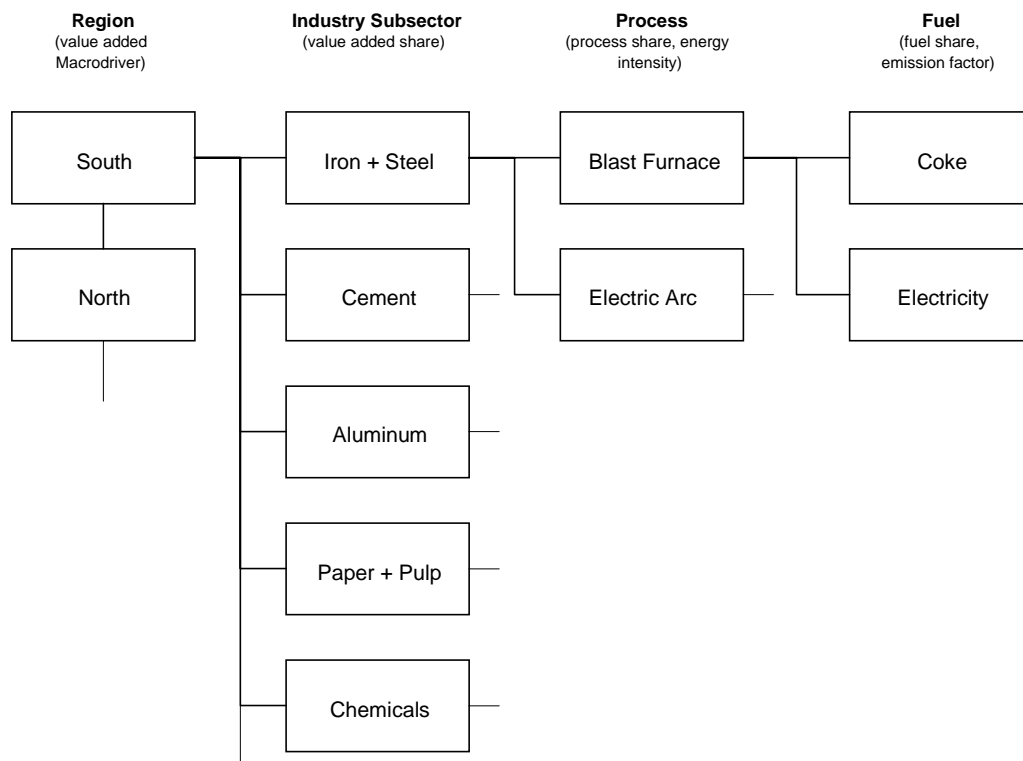 Region
(value added
Macrodriver)
Industry Subsector
(value added share)
Process
(process share, energy
intensity)
Fuel
(fuel share,
emission factor)
South
Iron + Steel
Blast Furnace
Coke
North
Cement
Electric Arc
Electricity
Aluminum
Paper + Pulp
Chemicals